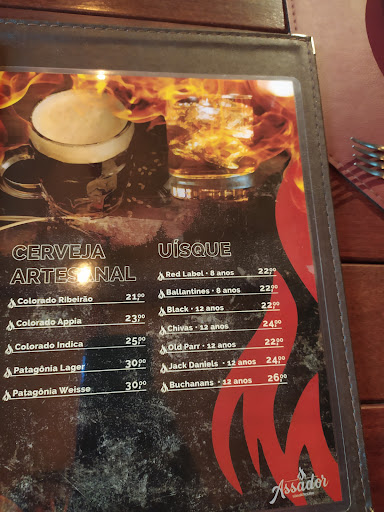 CERVEJA
ARTESANAL
Colorado Ribeirão 21,00
Colorado Appia 23,00
Colorado Indica 25,00
Patagônia Lager 30,00
Patagônia Weisse 30,00
UÍSQUE
Red Label • 8 anos 22,00
Ballantines • 8 anos 22,00
Black • 12 anos 22,00
Chivas • 12 anos 24,00
Old Parr • 12 anos 22,00
Jack Daniels • 12 anos 24,00
Buchanans • 12 anos 26,00
Assador